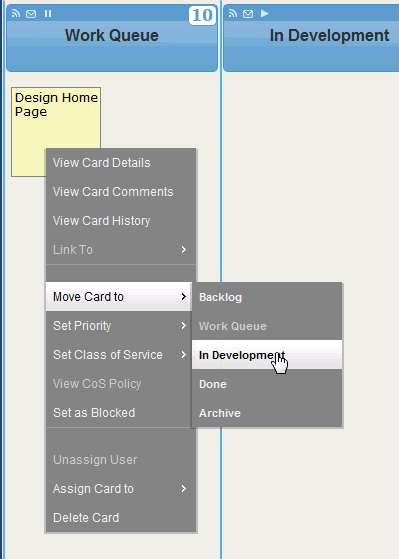 10
Work Queue
In Development
Design Home
Page
View Card Details
View Card Comments
View Card History
Link To
Move Card to
Set Priority
Set Class of Service
View CoS Policy
Set as Blocked
Unassign User
Assign Card to
Delete Card
Backlog
Work Queue
In Development
Done
Archive